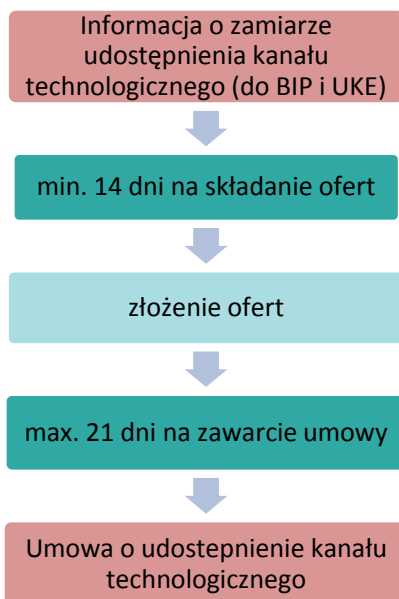 Informacja o zamiarze
udostępnienia kanału
technologicznego (do BIP i UKE)
min. 14 dni na składanie ofert
złożenie ofert
max. 21 dni na zawarcie umowy
Umowa o udostepnienie kanału
technologicznego